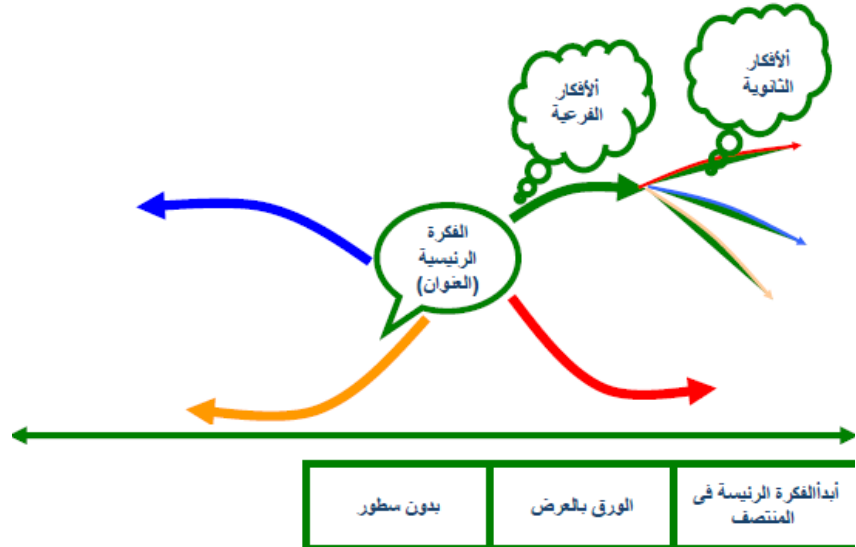 ألأفكار
الثانوية
ألأفكار
الفرعية
الفكرة
الرئيسية
(العنوان)
أبدأالفكرة الرئيسة فى
المنتصف
الورق بالعرض
بدون سطور